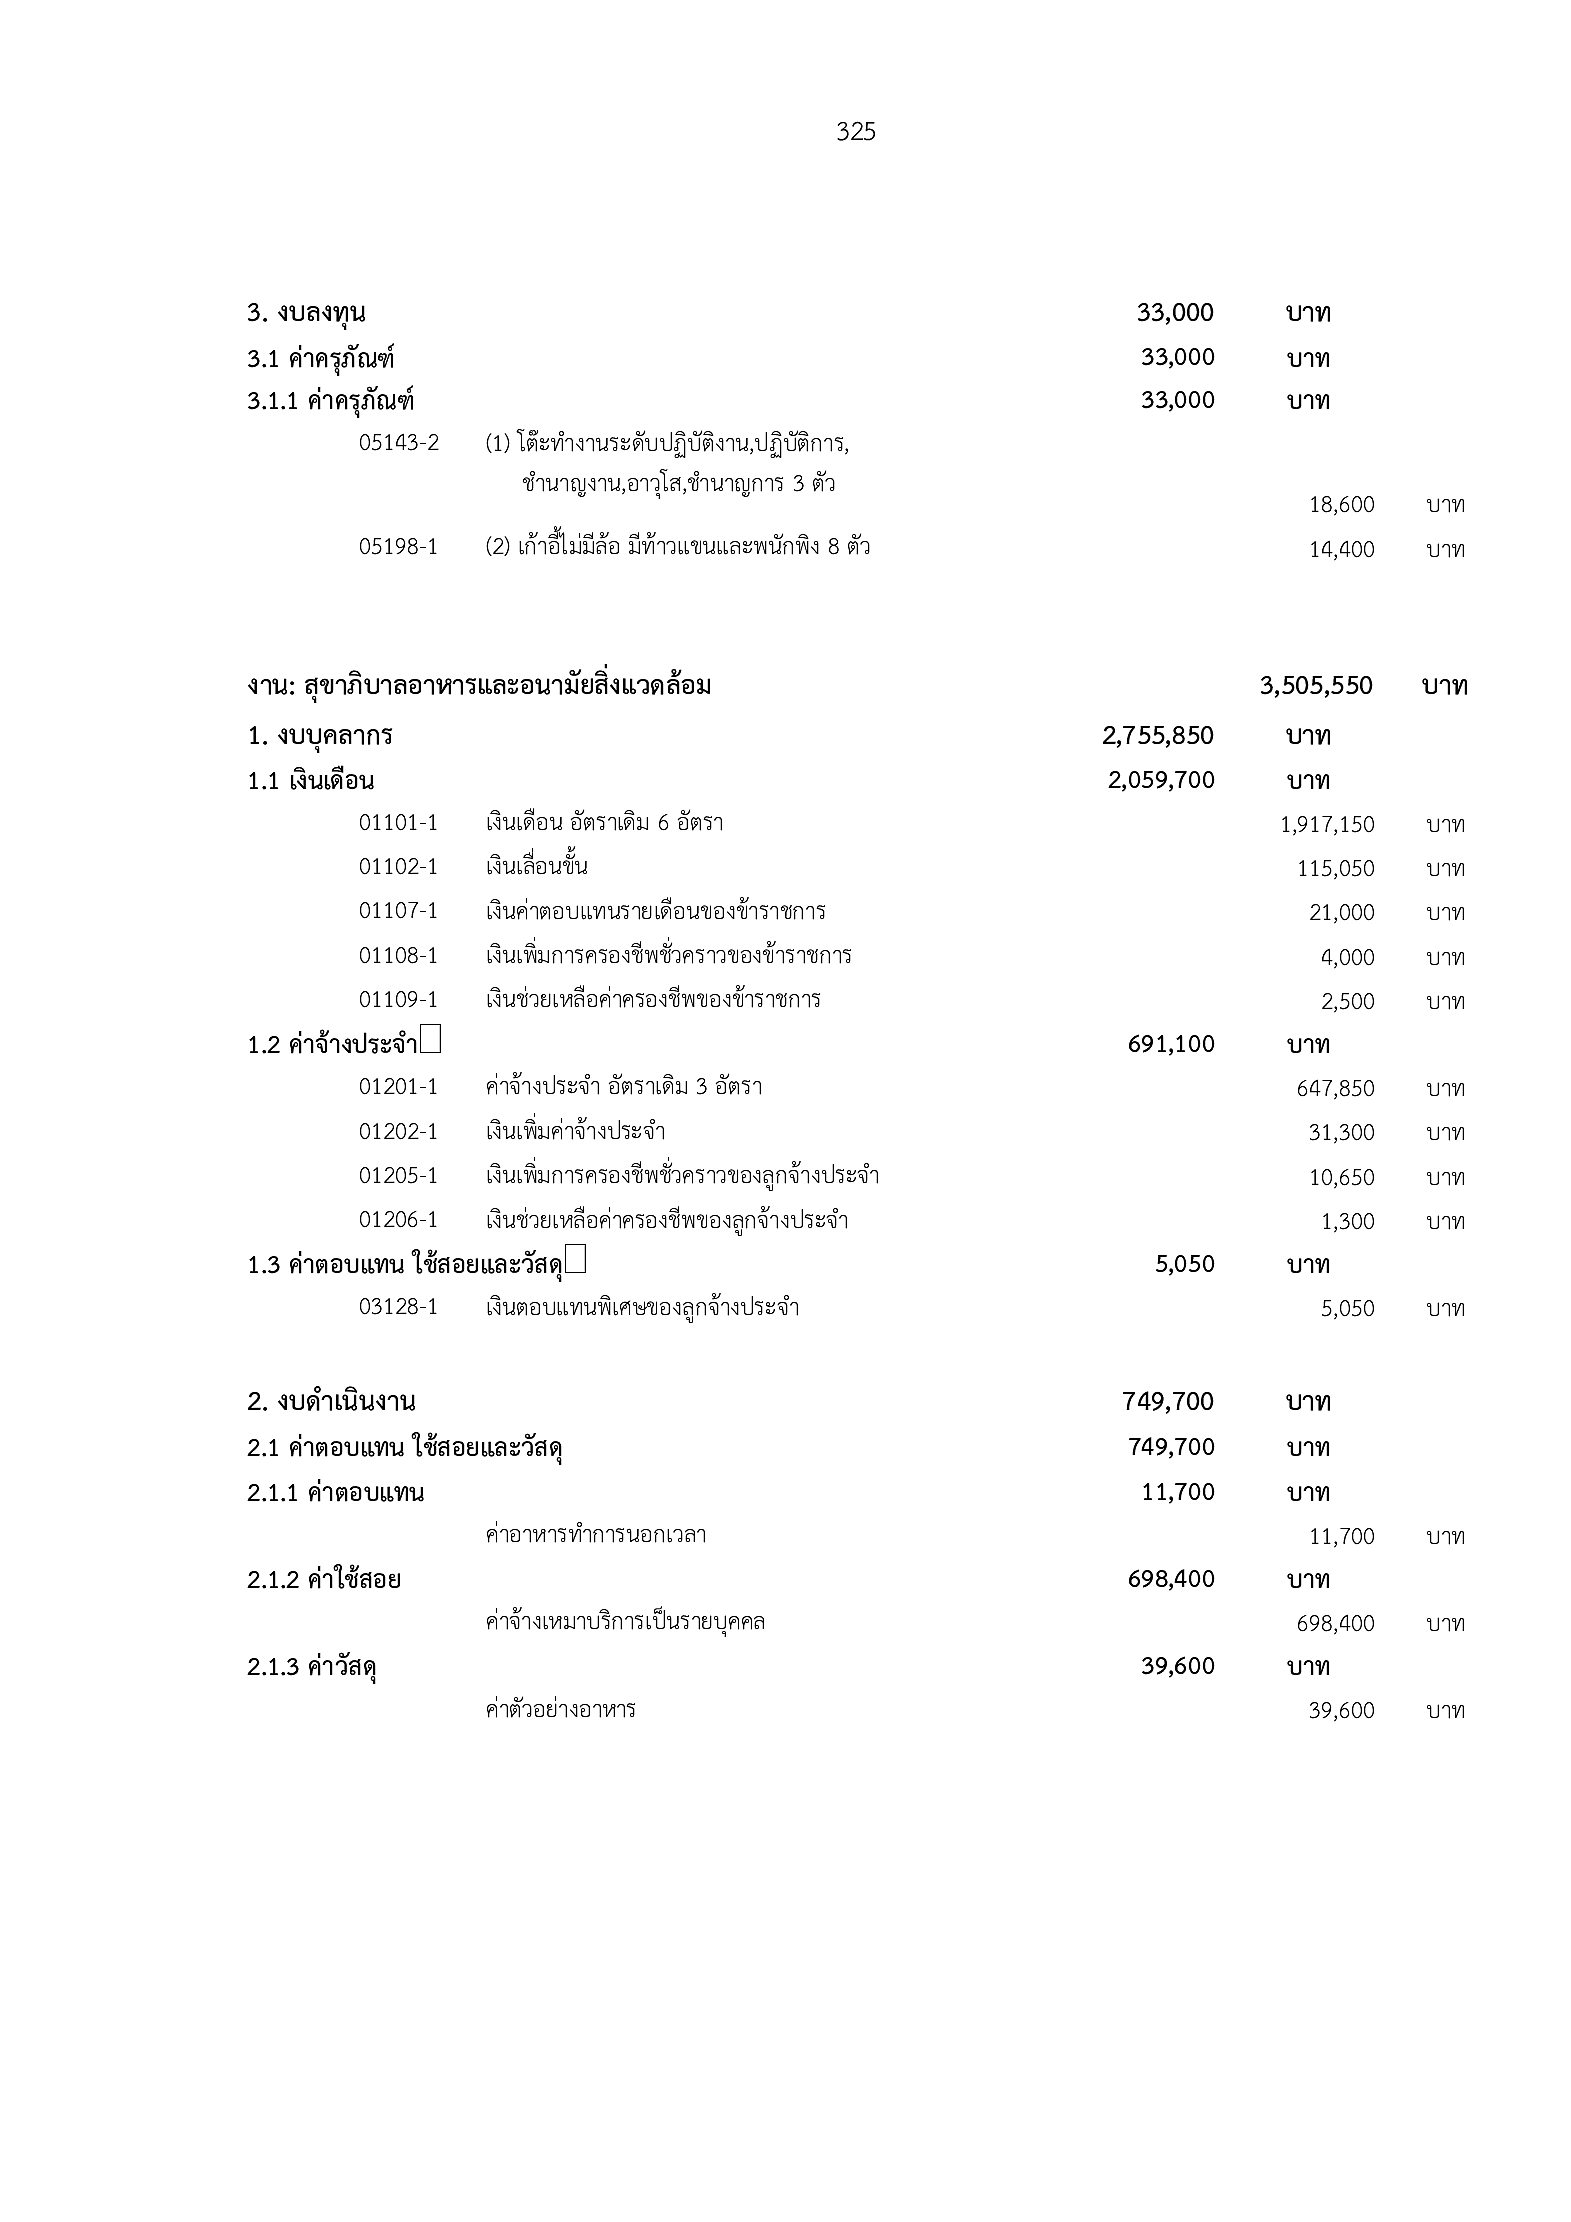 325
3. งบลงทุน 33,000 บาท
3.1 ค่าครุภัณฑ์ 33,000 บาท
3.1.1 ค่าครุภัณฑ์ 33,000 บาท
05143-2 (1) โต๊ะทำงานระดับปฏิบัติงาน,ปฏิบัติการ,
ชำนาญงาน,อาวุโส,ชำนาญการ 3 ตัว
18,600 บาท
05198-1 (2) เก้าอี้ไม่มีล้อ มีท้าวแขนและพนักพิง 8 ตัว 14,400 บาท
งาน: สุขาภิบาลอาหารและอนามัยสิ่งแวดล้อม 3,505,550 บาท
1. งบบุคลากร 2,755,850 บาท
1.1 เงินเดือน 2,059,700 บาท
01101-1 เงินเดือน อัตราเดิม 6 อัตรา 1,917,150 บาท
01102-1 เงินเลื่อนขั้น 115,050 บาท
01107-1 เงินค่าตอบแทนรายเดือนของข้าราชการ 21,000 บาท
01108-1 เงินเพิ่มการครองชีพชั่วคราวของข้าราชการ 4,000 บาท
01109-1 เงินช่วยเหลือค่าครองชีพของข้าราชการ 2,500 บาท
1.2 ค่าจ้างประจำ 691,100 บาท
01201-1 ค่าจ้างประจำ อัตราเดิม 3 อัตรา 647,850 บาท
01202-1 เงินเพิ่มค่าจ้างประจำ 31,300 บาท
01205-1 เงินเพิ่มการครองชีพชั่วคราวของลูกจ้างประจำ 10,650 บาท
01206-1 เงินช่วยเหลือค่าครองชีพของลูกจ้างประจำ 1,300 บาท
1.3 ค่าตอบแทน ใช้สอยและวัสดุ 5,050 บาท
03128-1 เงินตอบแทนพิเศษของลูกจ้างประจำ 5,050 บาท
2. งบดำเนินงาน 749,700 บาท
2.1 ค่าตอบแทน ใช้สอยและวัสดุ 749,700 บาท
2.1.1 ค่าตอบแทน 11,700 บาท
ค่าอาหารทำการนอกเวลา 11,700 บาท
2.1.2 ค่าใช้สอย 698,400 บาท
ค่าจ้างเหมาบริการเป็นรายบุคคล 698,400 บาท
2.1.3 ค่าวัสดุ 39,600 บาท
ค่าตัวอย่างอาหาร 39,600 บาท